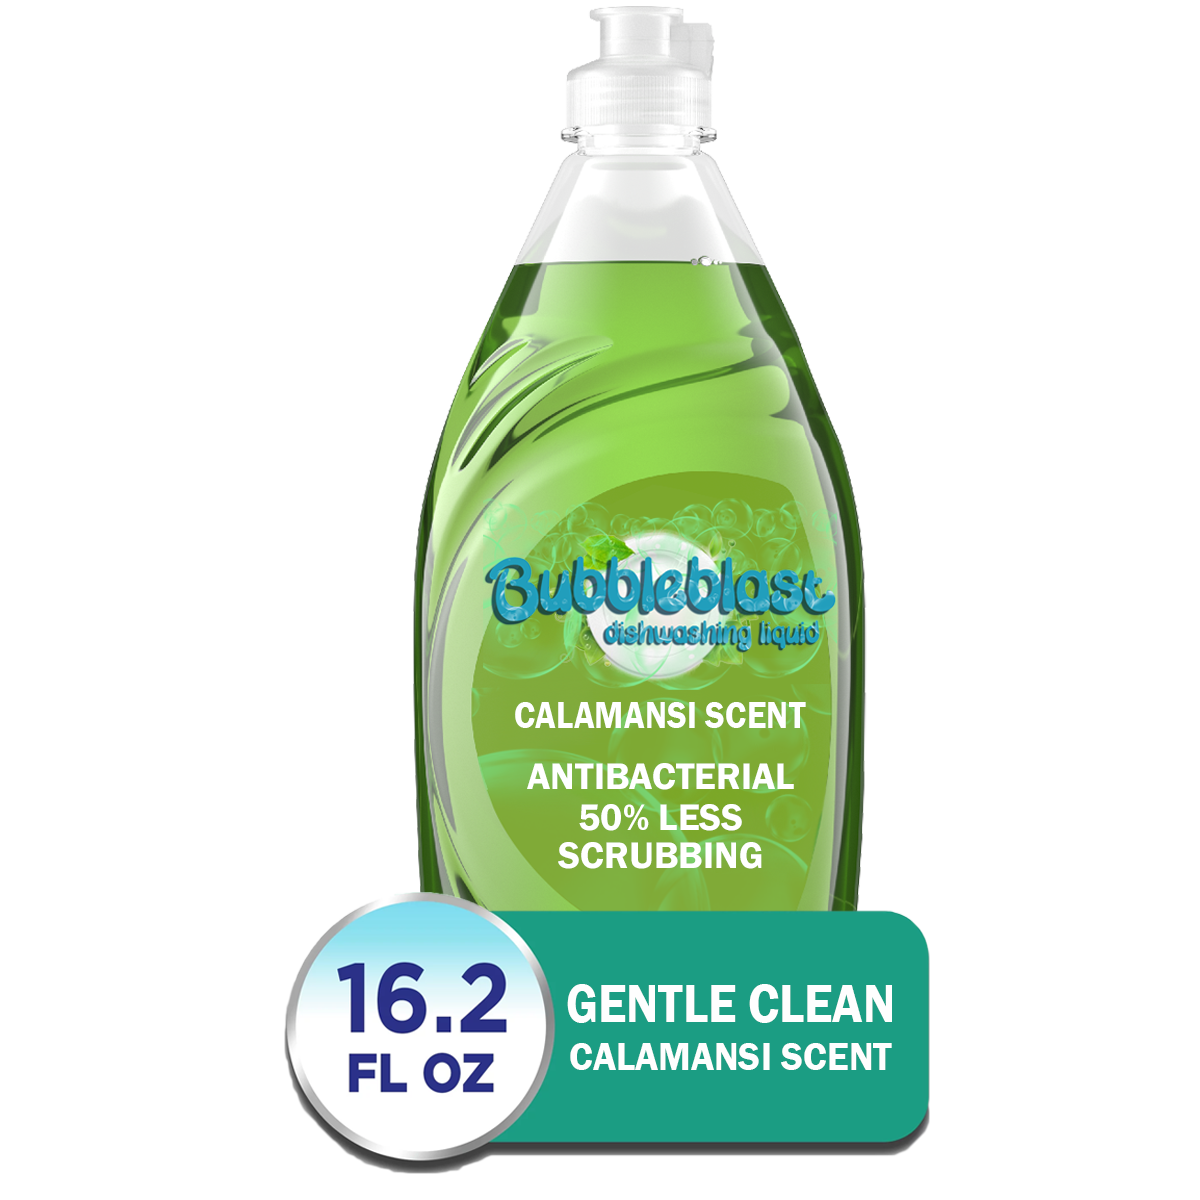 Bubbleblast
dishwashing liquid
CALAMANSI SCENT
ANTIBACTERIAL
50% LESS
SCRUBBING
16.2
FL OZ
GENTLE CLEAN
CALAMANSI SCENT